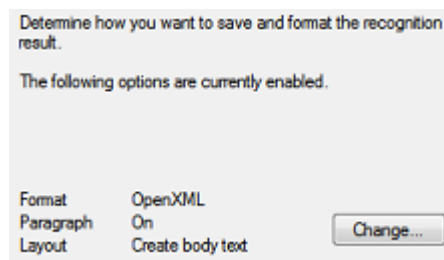 Determine how you want to save and format the recognition
result.
The following options are currently enabled.
Format OpenXML
Paragraph On
Change...
Layout Create body text